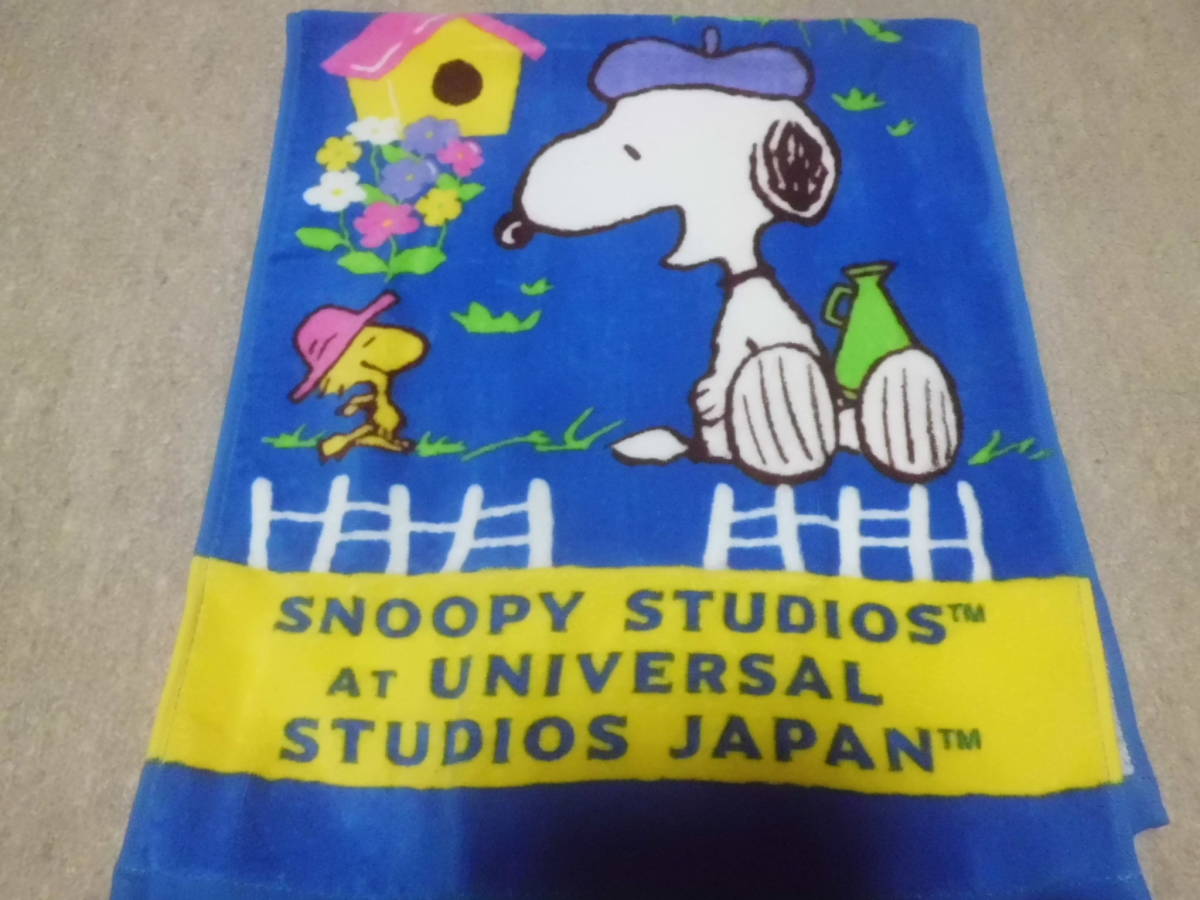 SNOOPY STUDIOS™
AT UNIVERSAL
STUDIOS JAPAN™